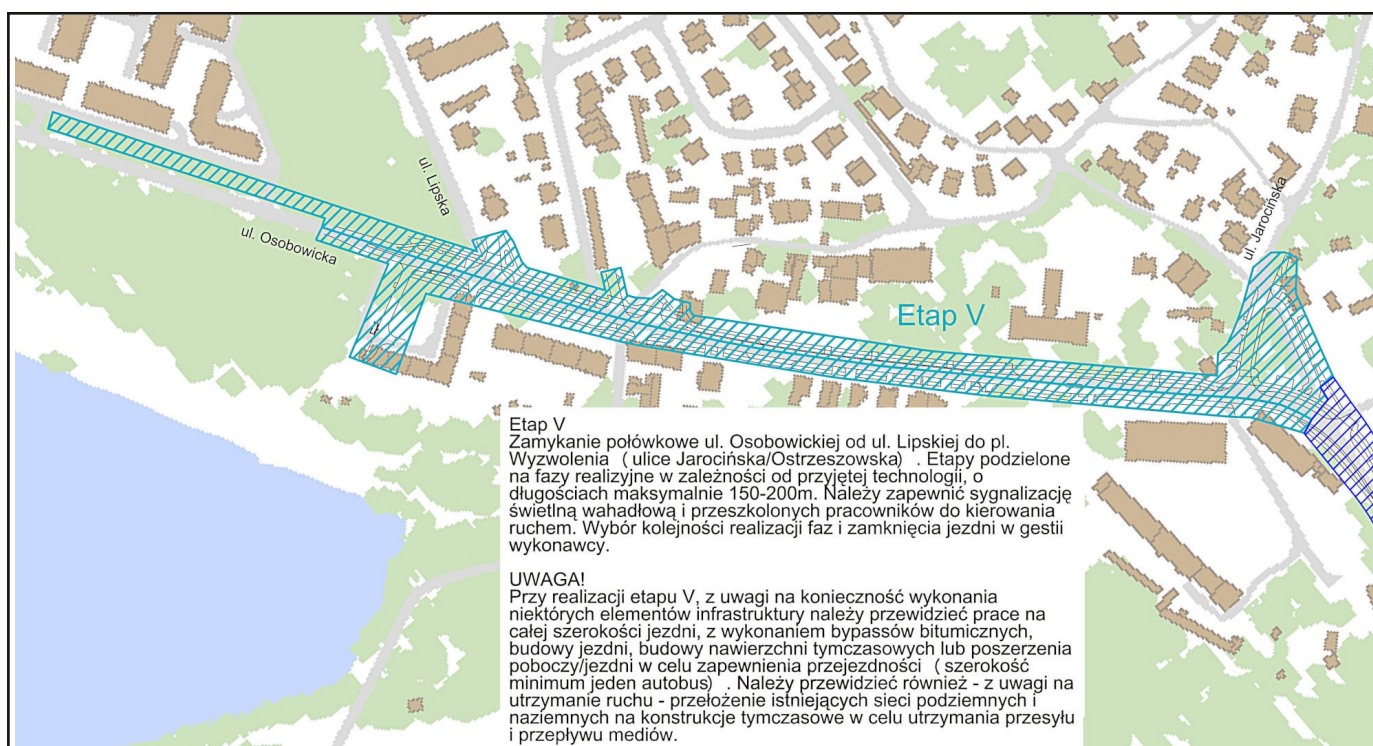 ul. Lipska
ul. Osobowicka
ul. Jarocińska
Etap V
Etap V
Zamykanie połówkowe ul. Osobowickiej od ul. Lipskiej do pl.
Wyzwolenia ( ulice Jarocińska/Ostrzeszowska) . Etapy podzielone
na fazy realizyjne w zależności od przyjętej technologii, o
długościach maksymalnie 150-200m. Należy zapewnić sygnalizację
świetlną wahadłową i przeszkolonych pracowników do kierowania
ruchem. Wybór kolejności realizacji faz i zamknięcia jezdni w gestii
wykonawcy.
UWAGA!
Przy realizacji etapu V, z uwagi na konieczność wykonania
niektórych elementów infrastruktury należy przewidzieć prace na
całej szerokości jezdni, z wykonaniem bypassów bitumicznych,
budowy jezdni, budowy nawierzchni tymczasowych lub poszerzenia
poboczy/jezdni w celu zapewnienia przejezdności ( szerokość
minimum jeden autobus) . Należy przewidzieć również - z uwagi na
utrzymanie ruchu - przełożenie istniejących sieci podziemnych i
naziemnych na konstrukcje tymczasowe w celu utrzymania przesyłu
i przepływu mediów.